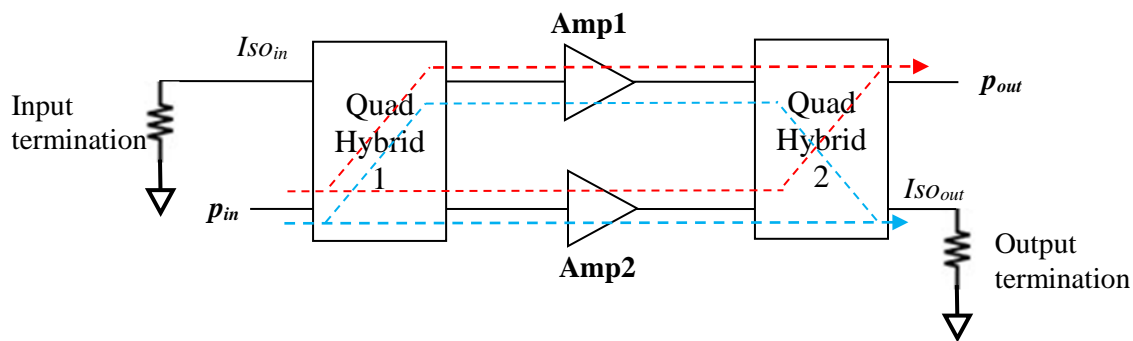 Amp1
Iso_in
Input
termination
Quad
Hybrid
1
p_in
Quad
Hybrid
2
p_out
Iso_out
Amp2
Output
termination